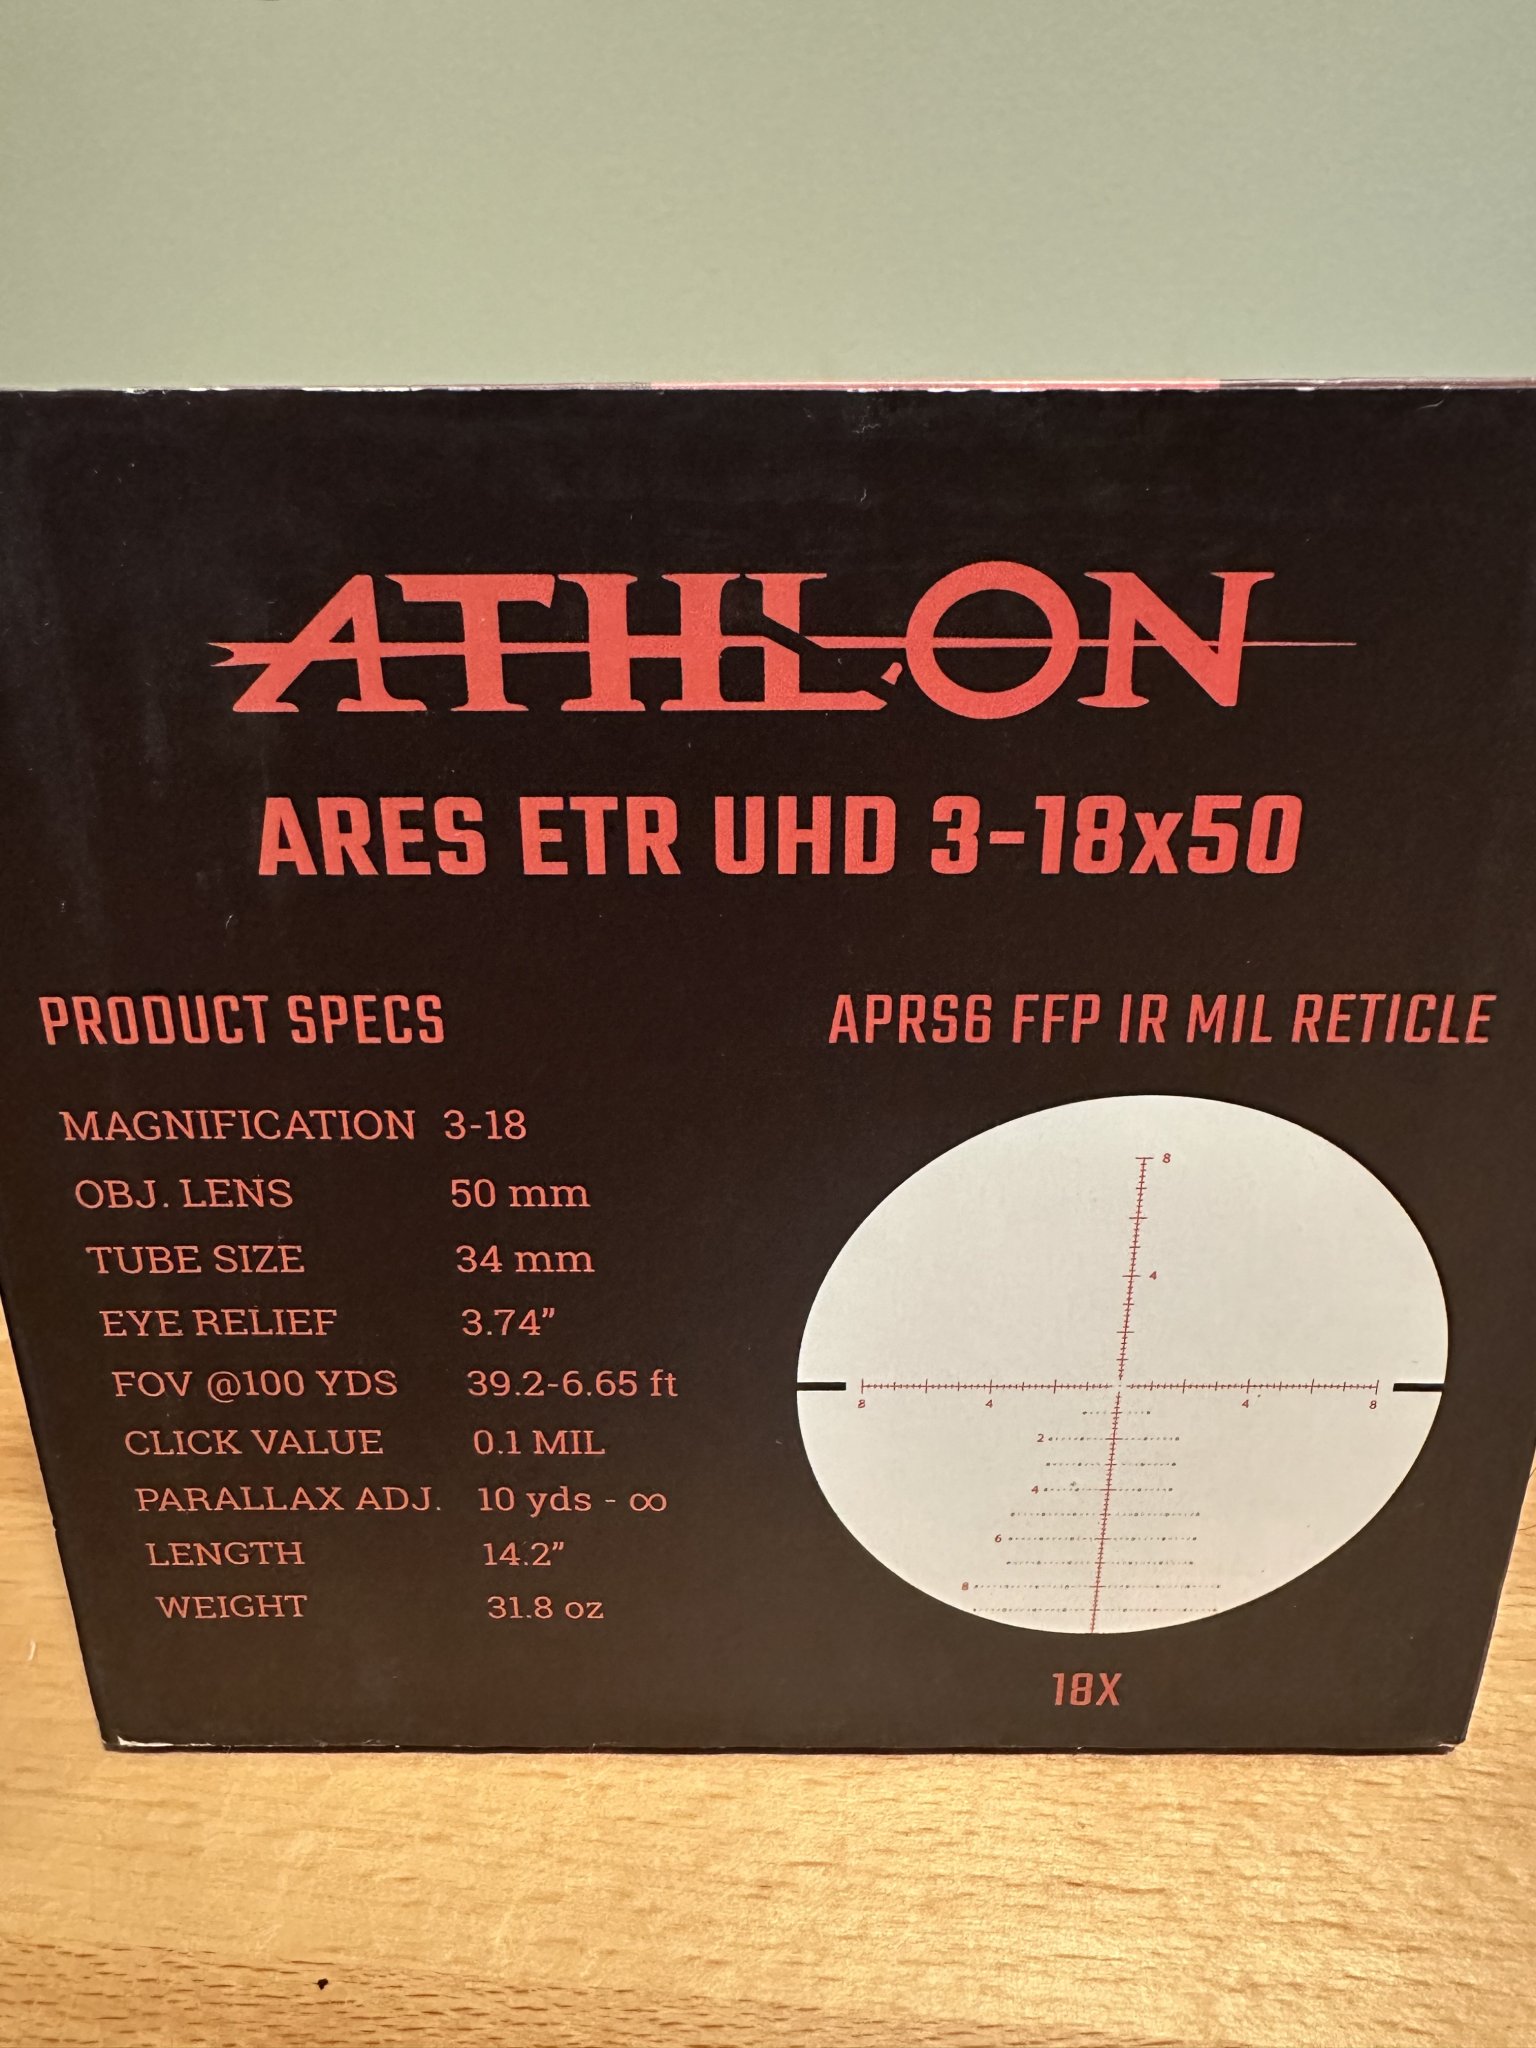 ATHLON
ARES ETR UHD 3-18x50
PRODUCT SPECS
MAGNIFICATION 3-18
OBJ. LENS 50 mm
TUBE SIZE 34 mm
EYE RELIEF 3.74”
FOV @100 YDS 39.2-6.65 ft
CLICK VALUE 0.1 MIL
PARALLAX ADJ. 10 yds - ∞
LENGTH 14.2”
WEIGHT 31.8 oz
APRS6 FFP IR MIL RETICLE
8
4
8 4 4 8
2
4
6
8
18X